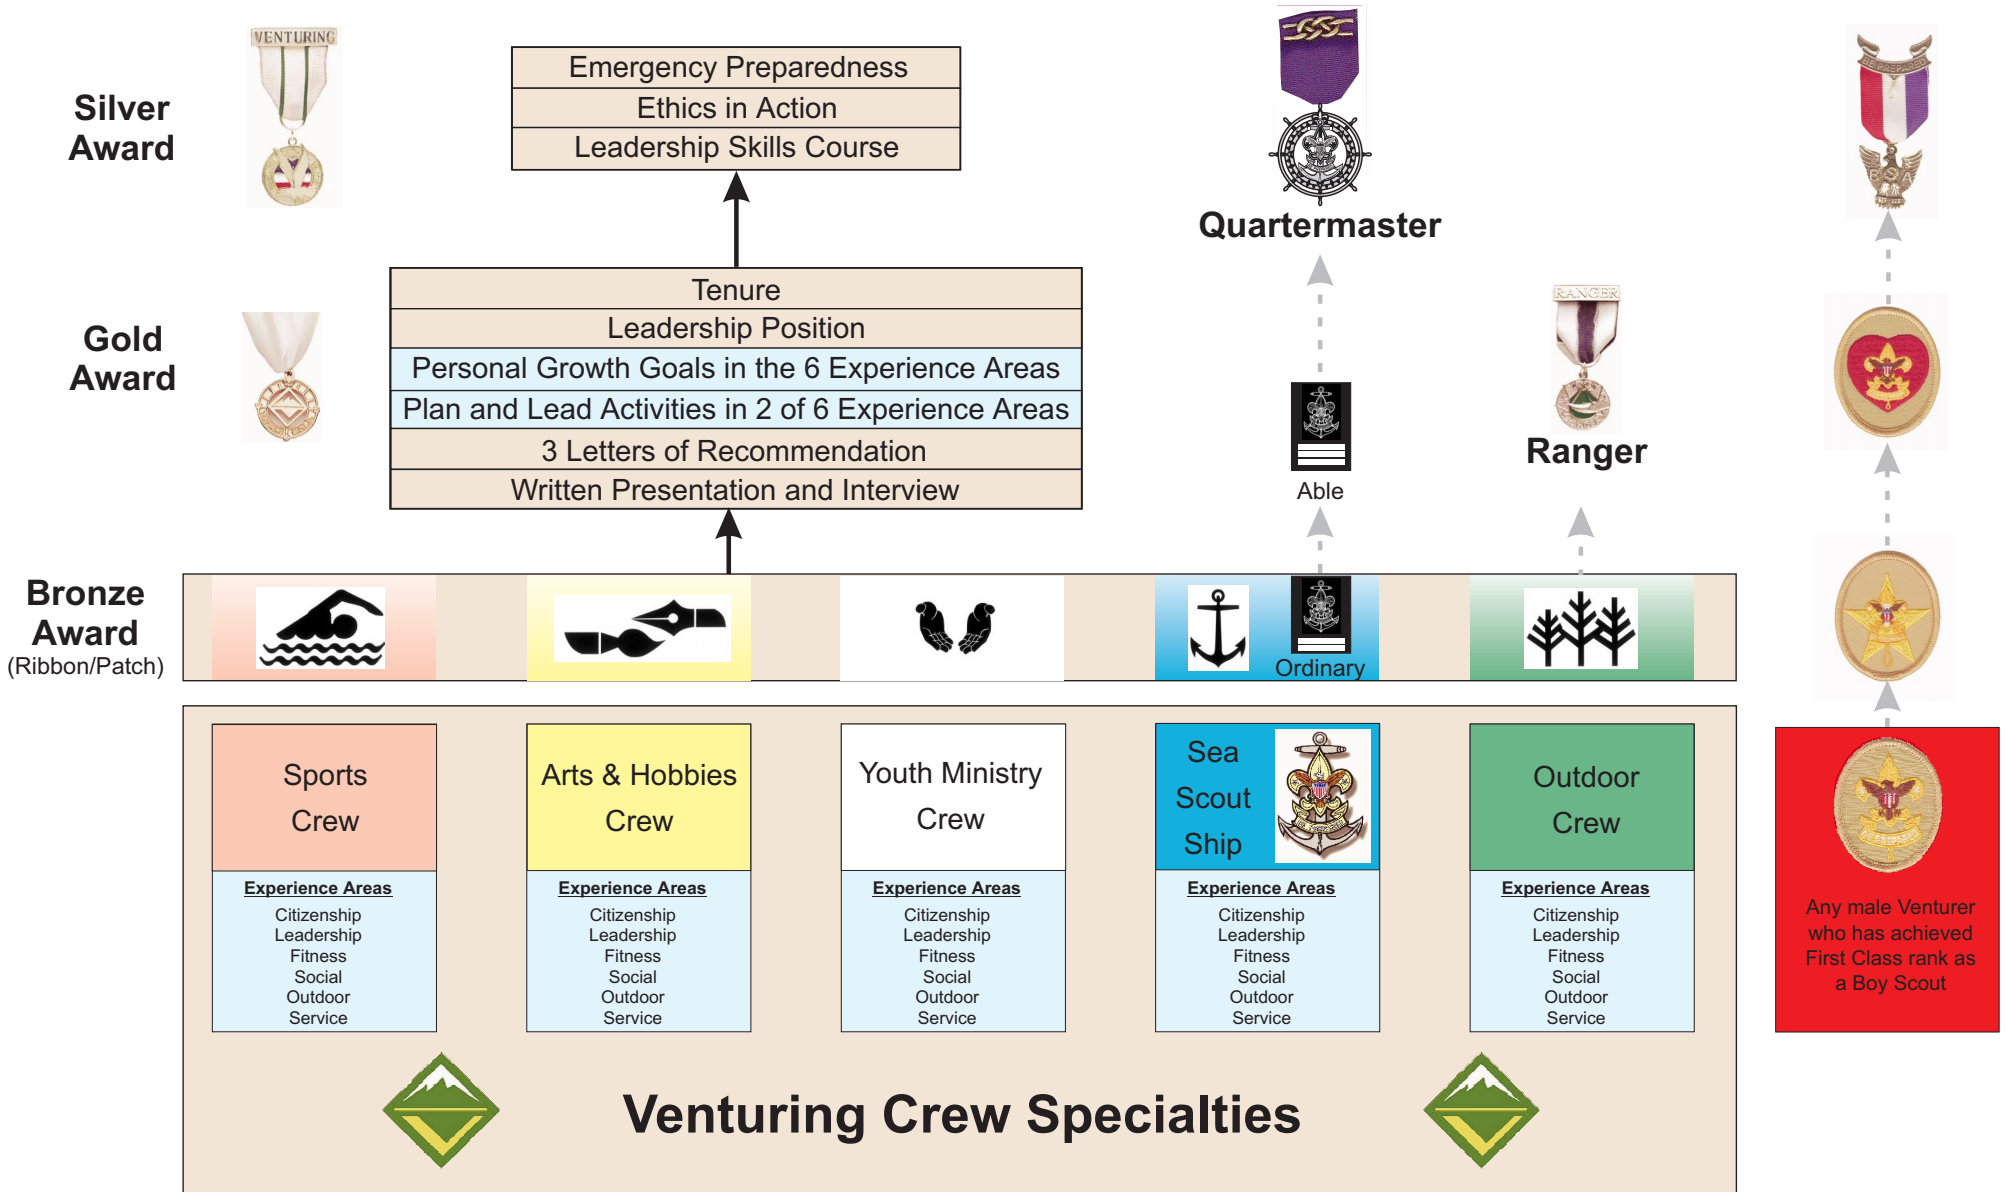 VENTURING
Silver
Award
Emergency Preparedness
Ethics in Action
Leadership Skills Course
Quartermaster
BE PREPARED
B S A
Gold
Award
Tenure
Leadership Position
Personal Growth Goals in the 6 Experience Areas
Plan and Lead Activities in 2 of 6 Experience Areas
3 Letters of Recommendation
Written Presentation and Interview
Able
RANGER
Ranger
Bronze
Award
(Ribbon/Patch)
Ordinary
Sports
Crew
Experience Areas
Citizenship
Leadership
Fitness
Social
Outdoor
Service
Arts & Hobbies
Crew
Experience Areas
Citizenship
Leadership
Fitness
Social
Outdoor
Service
Youth Ministry
Crew
Experience Areas
Citizenship
Leadership
Fitness
Social
Outdoor
Service
Sea
Scout
Ship
Experience Areas
Citizenship
Leadership
Fitness
Social
Outdoor
Service
Outdoor
Crew
Experience Areas
Citizenship
Leadership
Fitness
Social
Outdoor
Service
Any male Venturer
who has achieved
First Class rank as
a Boy Scout
Venturing Crew Specialties